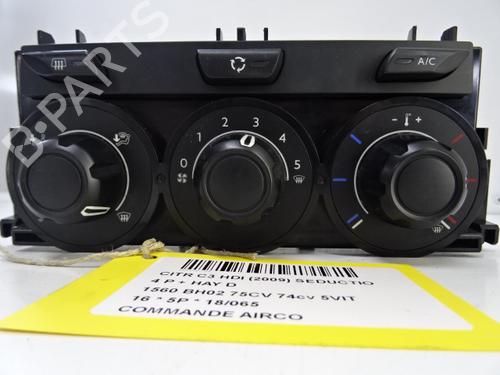 A/C
B-PARTS
0 1 2 3 4 5
- +
CITR C3 HDI (2009) SEDUCTIO
4 P + HAY D
1560 BH02 75CV 74cv 5VIT
16 * 5P * 18/065
COMMANDE AIRCO